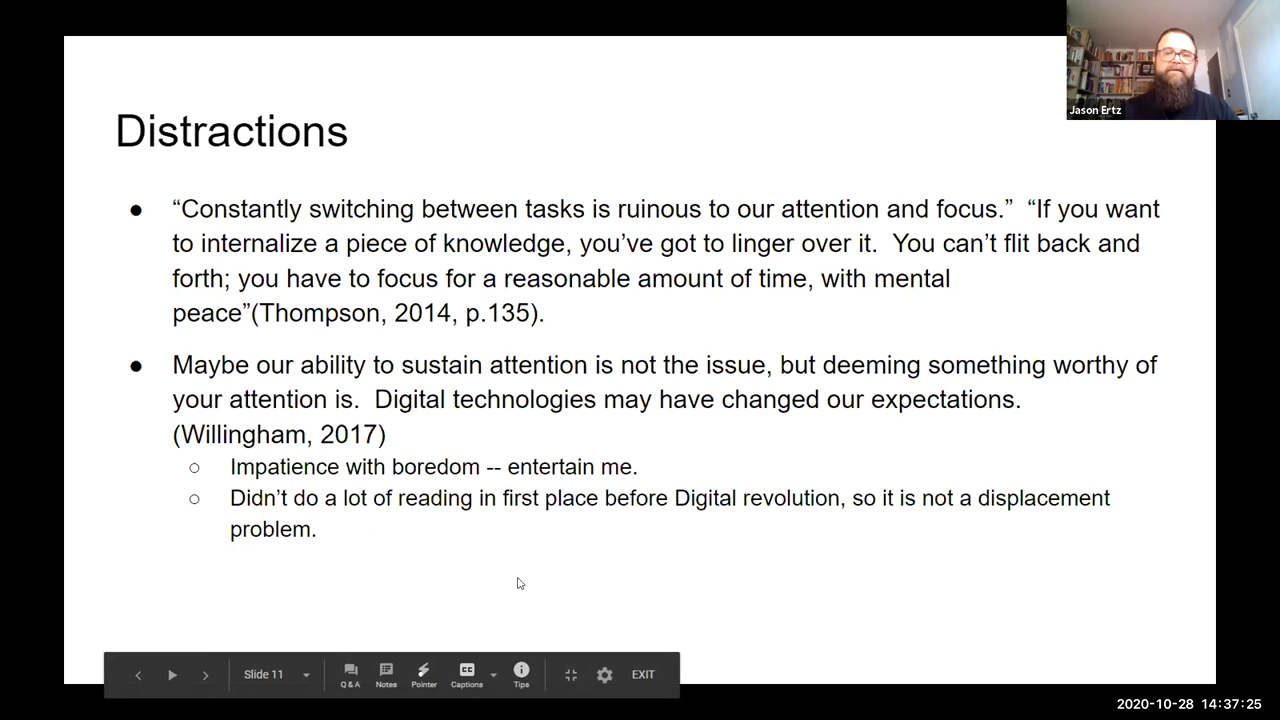 Jason Ertz
Distractions
● “Constantly switching between tasks is ruinous to our attention and focus.”  “If you want
to internalize a piece of knowledge, you’ve got to linger over it.  You can’t flit back and
forth; you have to focus for a reasonable amount of time, with mental
peace”(Thompson, 2014, p.135).
● Maybe our ability to sustain attention is not the issue, but deeming something worthy of
your attention is.  Digital technologies may have changed our expectations.
(Willingham, 2017)
○ Impatience with boredom -- entertain me.
○ Didn’t do a lot of reading in first place before Digital revolution, so it is not a displacement
problem.
Slide 11
Q & A
Notes
Pointer
CC
Captions
Tips
EXIT
2020-10-28 14:37:25